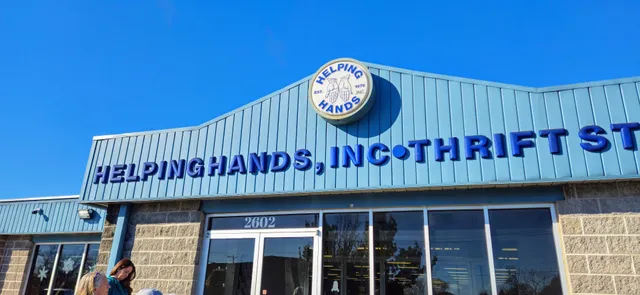 HELPING
HANDS
HELPING HANDS, INC•THRIFT ST
2602